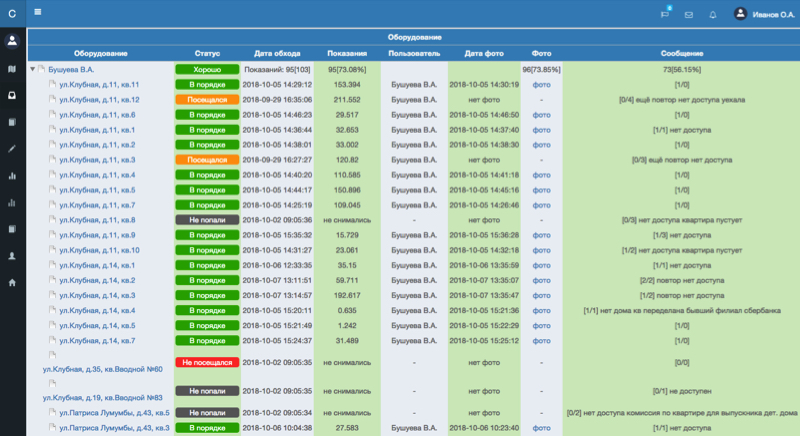 C
8
Иванов О.А.
Оборудование
Оборудование Статус Дата обхода Показания Пользователь Дата фото Фото Сообщение
Бушуева В.А. Хорошо Показаний: 95[103] 95[73.08%] 96[73.85%] 73[56.15%]
ул.Клубная, д.11, кв.11 В порядке 2018-10-05 14:29:12 153.394 Бушуева В.А. 2018-10-05 14:30:19 фото [1/0]
ул.Клубная, д.11, кв.12 Посещался 2018-09-29 16:35:06 211.552 Бушуева В.А. нет фото - [0/4] ещё повтор нет доступа уехала
ул.Клубная, д.11, кв.6 В порядке 2018-10-05 14:46:23 29.517 Бушуева В.А. 2018-10-05 14:46:50 фото [1/0]
ул.Клубная, д.11, кв.1 В порядке 2018-10-05 14:36:44 32.653 Бушуева В.А. 2018-10-05 14:37:40 фото [1/1] нет доступа
ул.Клубная, д.11, кв.2 В порядке 2018-10-05 14:38:01 33.002 Бушуева В.А. 2018-10-05 14:38:30 фото [1/0]
ул.Клубная, д.11, кв.3 Посещался 2018-09-29 16:27:27 120.82 Бушуева В.А. нет фото - [0/3] ещё повтор нет доступа
ул.Клубная, д.11, кв.4 В порядке 2018-10-05 14:40:20 110.585 Бушуева В.А. 2018-10-05 14:41:18 фото [1/0]
ул.Клубная, д.11, кв.5 В порядке 2018-10-05 14:44:17 150.896 Бушуева В.А. 2018-10-05 14:45:16 фото [1/0]
ул.Клубная, д.11, кв.7 В порядке 2018-10-05 14:25:19 109.045 Бушуева В.А. 2018-10-05 14:26:46 фото [1/0]
ул.Клубная, д.11, кв.8 Не попали 2018-10-02 09:05:36 не снимались - нет фото - [0/3] нет доступа квартира пустует
ул.Клубная, д.11, кв.9 В порядке 2018-10-05 15:35:32 15.729 Бушуева В.А. 2018-10-05 15:36:28 фото [1/3] нет доступа
ул.Клубная, д.11, кв.10 В порядке 2018-10-05 14:31:27 23.061 Бушуева В.А. 2018-10-05 14:32:18 фото [1/2] нет доступа квартира пустует
ул.Клубная, д.14, кв.1 В порядке 2018-10-06 12:33:35 35.15 Бушуева В.А. 2018-10-06 13:35:59 фото [1/1] нет доступа
ул.Клубная, д.14, кв.2 В порядке 2018-10-07 13:11:51 59.711 Бушуева В.А. 2018-10-07 13:35:07 фото [2/2] повтор нет доступа
ул.Клубная, д.14, кв.3 В порядке 2018-10-07 13:14:57 192.617 Бушуева В.А. 2018-10-07 13:35:47 фото [1/2] повтор нет доступа
ул.Клубная, д.14, кв.4 В порядке 2018-10-05 15:20:11 0.635 Бушуева В.А. 2018-10-05 15:21:36 фото [1/1] нет дома кв переделана бывший филиал сбербанка
ул.Клубная, д.14, кв.5 В порядке 2018-10-05 15:21:49 1.242 Бушуева В.А. 2018-10-05 15:22:29 фото [1/0]
ул.Клубная, д.14, кв.7 В порядке 2018-10-05 15:24:37 31.489 Бушуева В.А. 2018-10-05 15:25:12 фото [1/0]
ул.Клубная, д.35, кв.Вводной №60 Не посещался 2018-10-02 09:05:35 не снимались - нет фото - [0/0]
ул.Клубная, д.19, кв.Вводной №83 Не попали 2018-10-02 09:05:35 не снимались - нет фото - [0/1] не доступен
ул.Патриса Лумумбы, д.43, кв.5 Не попали 2018-10-02 09:05:34 не снимались - нет фото - [0/2] нет доступа комиссия по квартире для выпускника дет. дома
ул.Патриса Лумумбы, д.43, кв.3 В порядке 2018-10-06 10:04:38 27.583 Бушуева В.А. 2018-10-06 10:23:40 фото [1/1] нет доступа